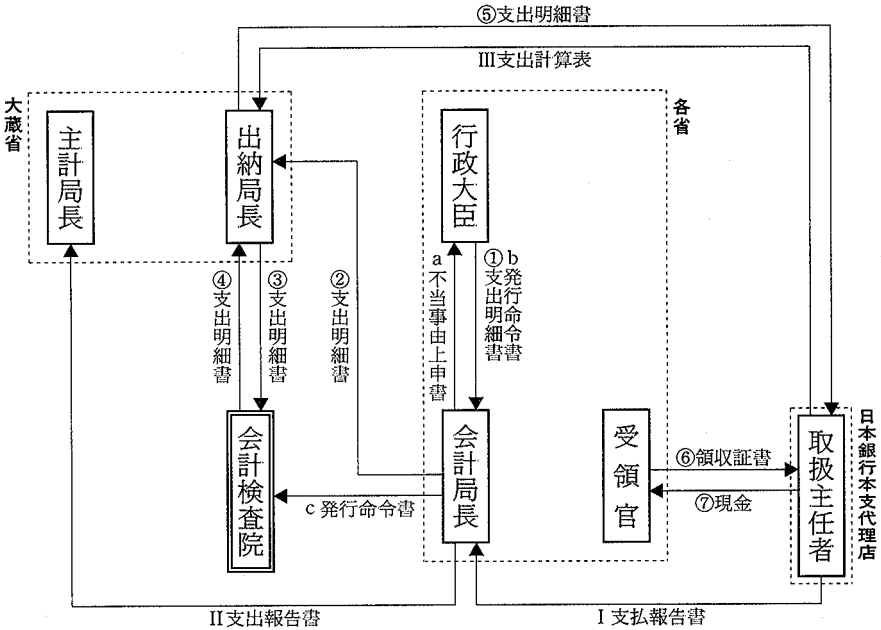 ⑤支出明細書
Ⅲ支出計算表
大蔵省
主計局長
出納局長
各省
行政大臣
④支出明細書
③支出明細書
②支出明細書
a不当事由上申書
①支出明細書
b発行命令書
会計検査院
会計局長
受領官
取扱主任者
日本銀行本支代理店
⑥領収証書
⑦現金
c発行命令書
Ⅱ支出報告書
Ⅰ支払報告書